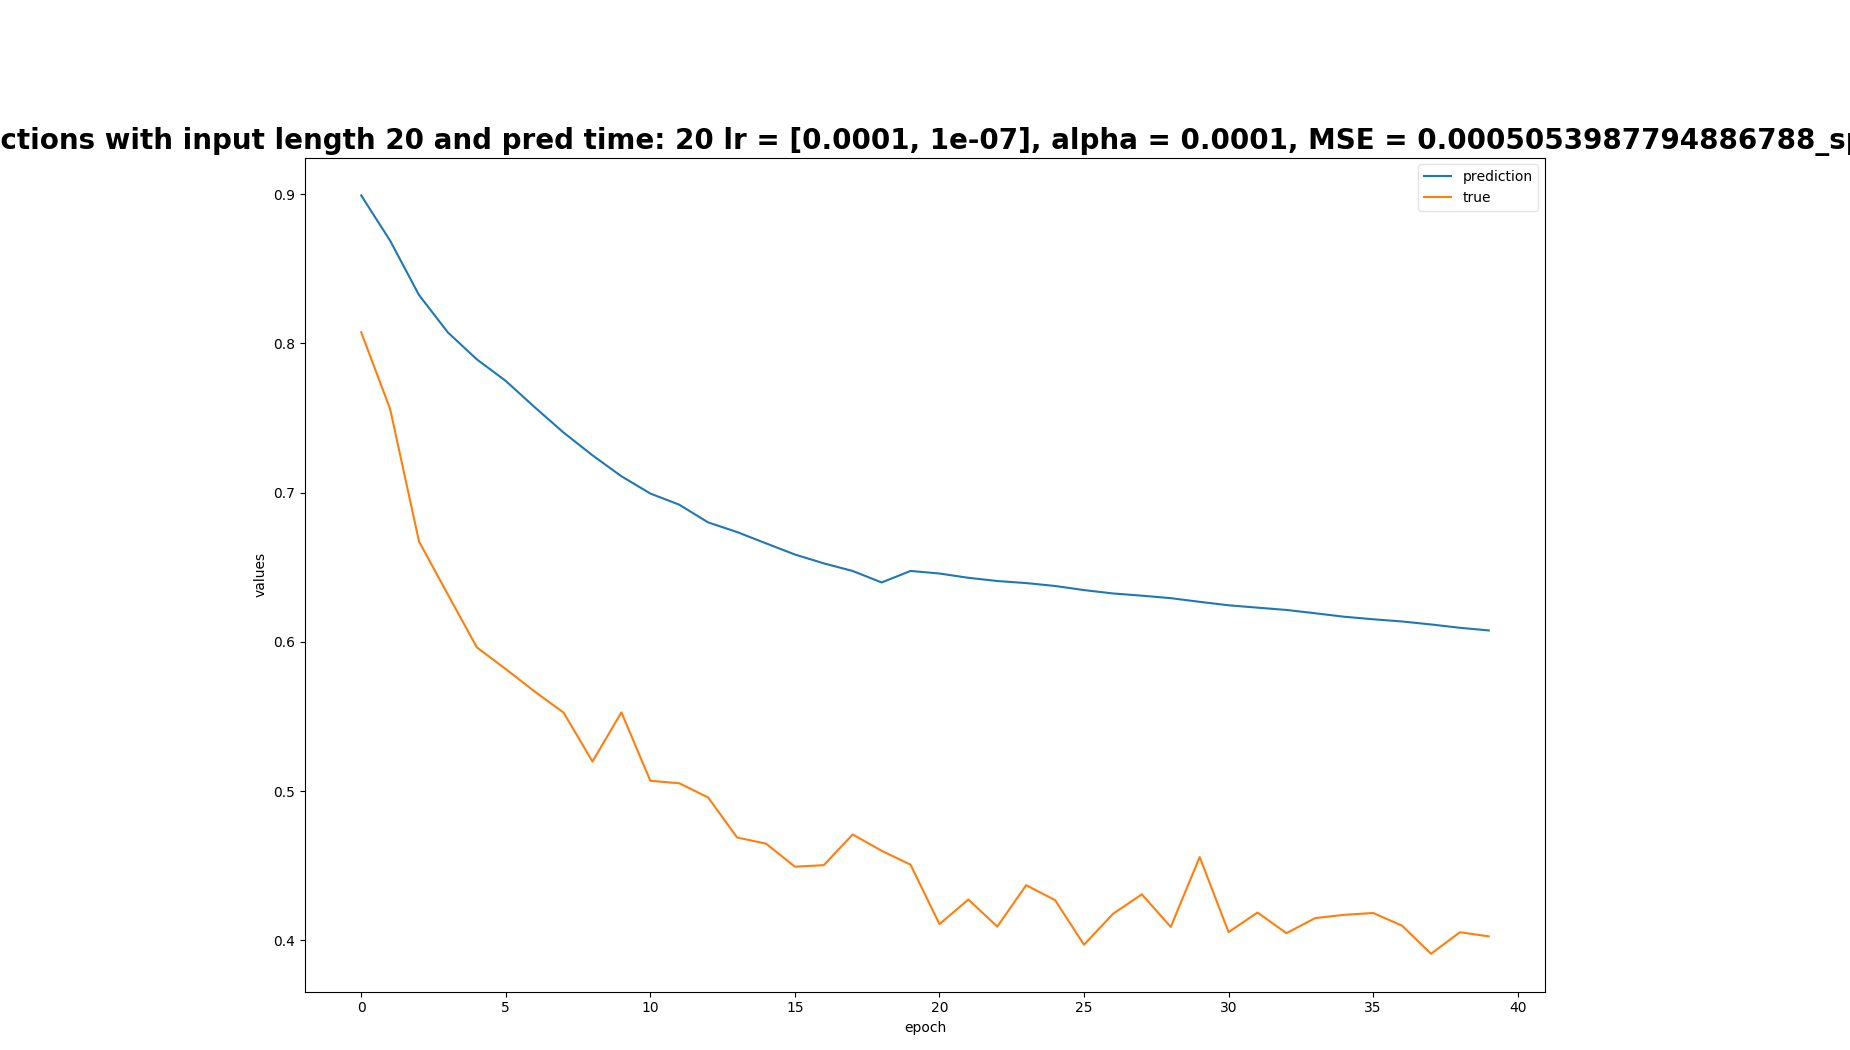 ctions with input length 20 and pred time: 20 lr = [0.0001, 1e-07], alpha = 0.0001, MSE = 0.0005053987794886788_sp
prediction
true
0.9
0.8
0.7
0.6
0.5
0.4
values
0 5 10 15 20 25 30 35 40
epoch